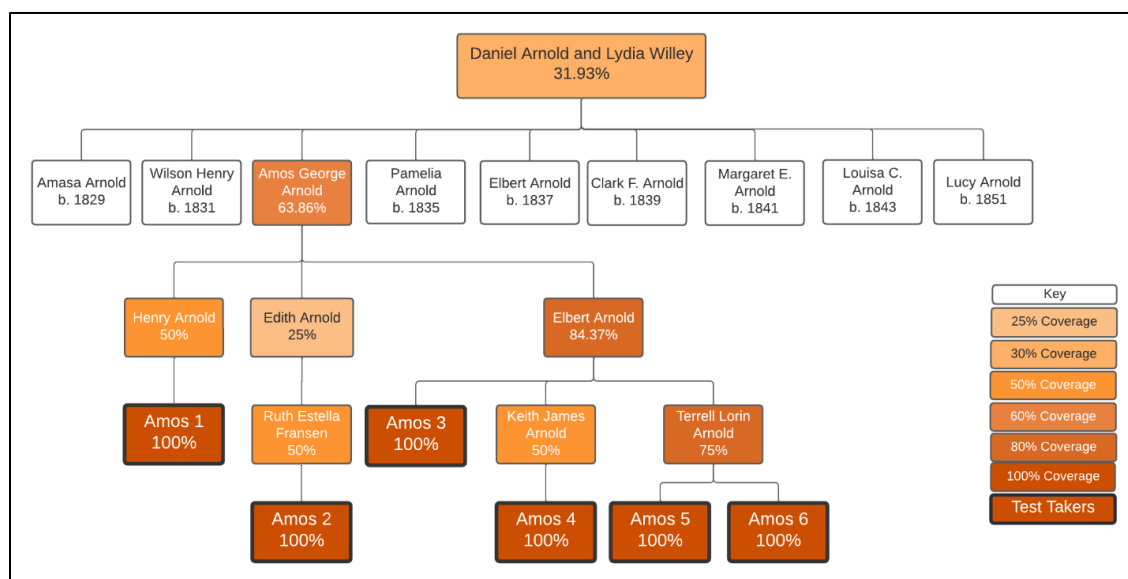 Daniel Arnold and Lydia Willey
31.93%
Amasa Arnold
b. 1829
Wilson Henry
Arnold
b. 1831
Amos George
Arnold
63.86%
Pamelia
Arnold
b. 1835
Elbert Arnold
b. 1837
Clark F. Arnold
b. 1839
Margaret E.
Arnold
b. 1841
Louisa C.
Arnold
b. 1843
Lucy Arnold
b. 1851
Henry Arnold
50%
Edith Arnold
25%
Elbert Arnold
84.37%
Amos 1
100%
Ruth Estella
Fransen
50%
Amos 3
100%
Keith James
Arnold
50%
Terrell Lorin
Arnold
75%
Amos 2
100%
Amos 4
100%
Amos 5
100%
Amos 6
100%
Key
25% Coverage
30% Coverage
50% Coverage
60% Coverage
80% Coverage
100% Coverage
Test Takers